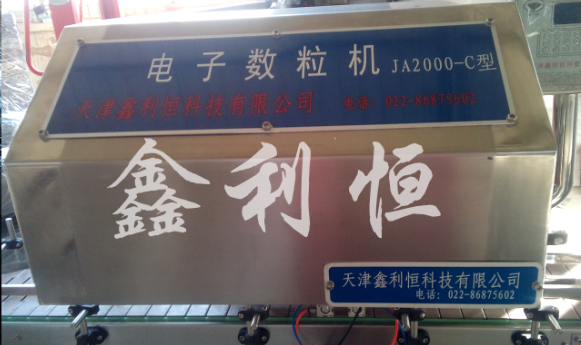 电子数粒机 JA2000-C型
天津鑫利恒科技有限公司 电话: 022-86875602
鑫利恒
天津鑫利恒科技有限公司
电话: 022-86875602